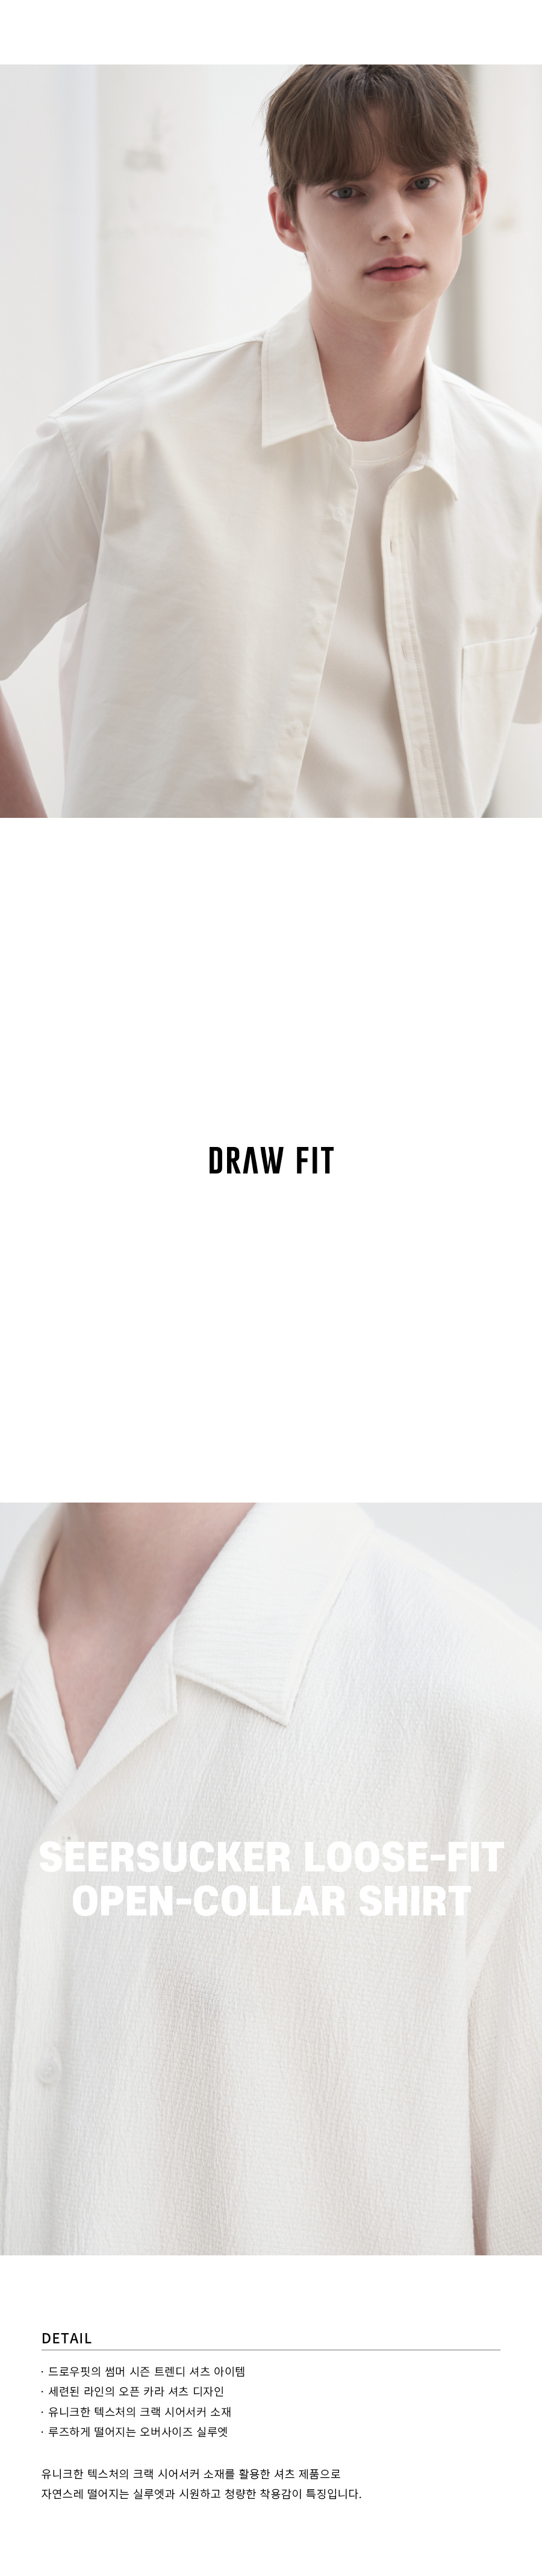 DRAW FIT
SEERSUCKER LOOSE-FIT
OPEN-COLLAR SHIRT
DETAIL
· 드로우핏의 썸머 시즌 트렌디 셔츠 아이템
· 세련된 라인의 오픈 카라 셔츠 디자인
· 유니크한 텍스처의 크랙 시어서커 소재
· 루즈하게 떨어지는 오버사이즈 실루엣
유니크한 텍스처의 크랙 시어서커 소재를 활용한 셔츠 제품으로
자연스레 떨어지는 실루엣과 시원하고 청량한 착용감이 특징입니다.